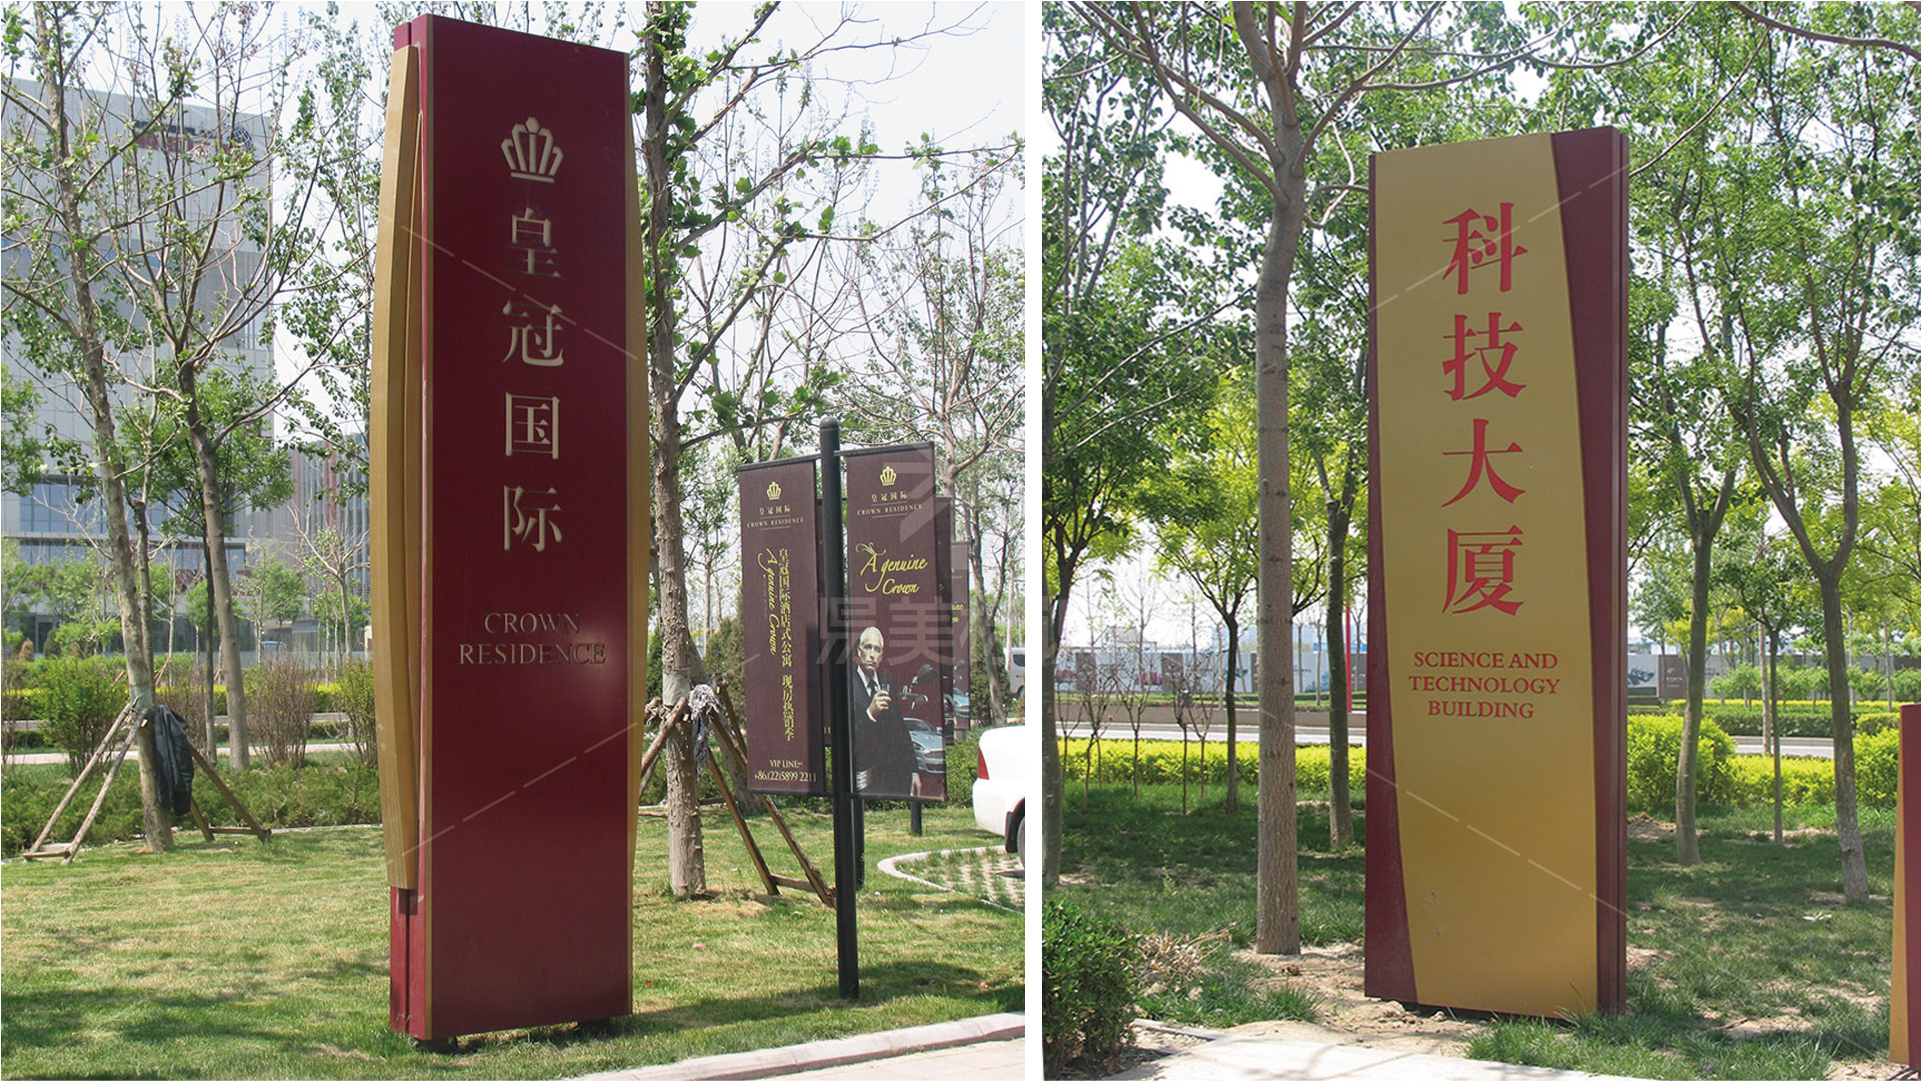 皇冠国际
CROWN
RESIDENCE
皇冠国际
CROWN RESIDENCE
皇冠国际酒店式公寓 现房热销季
A genuine Crown
VIP LINE:
+86(22)5899 2211
皇冠国际
CROWN RESIDENCE
A genuine
Crown
易美
科技大厦
SCIENCE AND
TECHNOLOGY
BUILDING